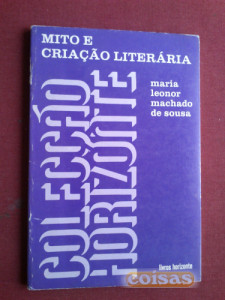 MITO E
CRIAÇÃO LITERÁRIA
maria
leonor
machado
de sousa
COLECÇÃO
HORIZONTE
livros horizonte
coisas